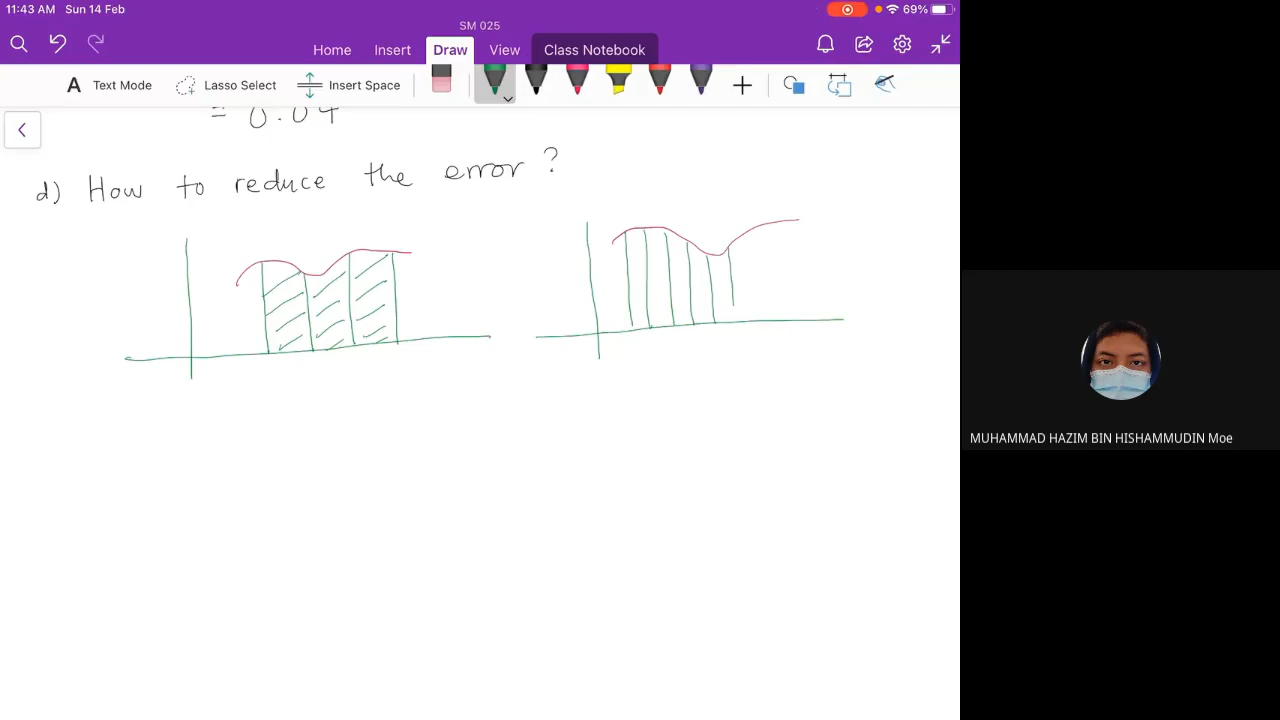 11:43 AM Sun 14 Feb
69%
SM 025
Home Insert Draw View Class Notebook
A Text Mode Lasso Select Insert Space
= 0.04
d) How to reduce the error?
MUHAMMAD HAZIM BIN HISHAMMUDIN Moe